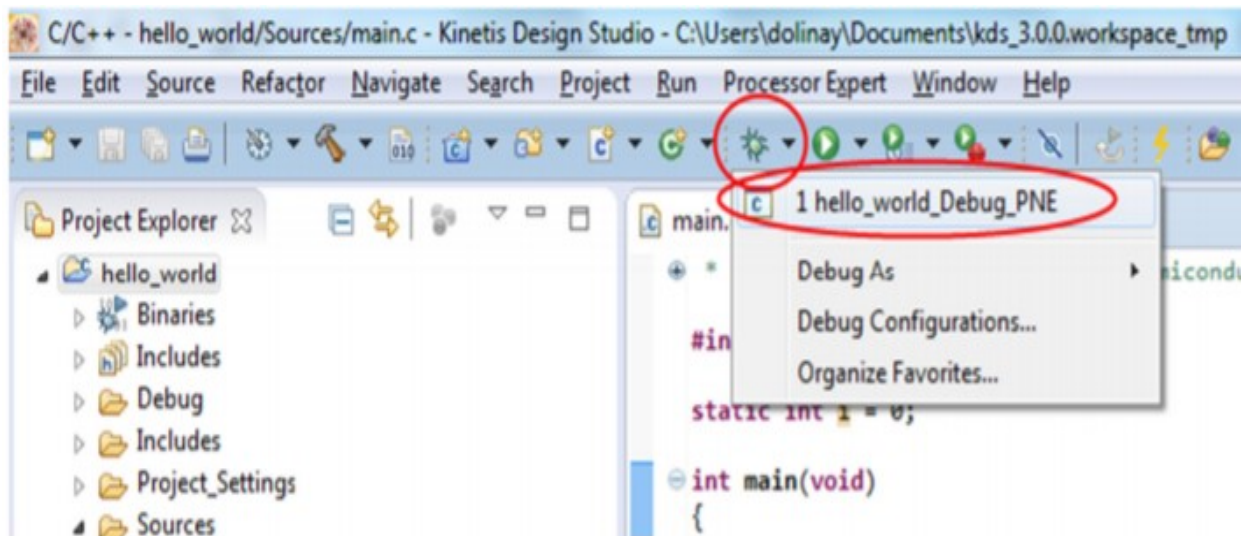 C/C++ - hello_world/Sources/main.c - Kinetis Design Studio - C:\Users\dolinay\Documents\kds_3.0.0.workspace_tmp
File Edit Source Refactor Navigate Search Project Run Processor Expert Window Help
010
Project Explorer
main.
1 hello_world_Debug_PNE
hello_world
* Debug As iconduc
Binaries
Debug Configurations...
Includes
#in
Organize Favorites...
Debug
static int i = 0;
Includes
Project_Settings
int main(void)
Sources
{